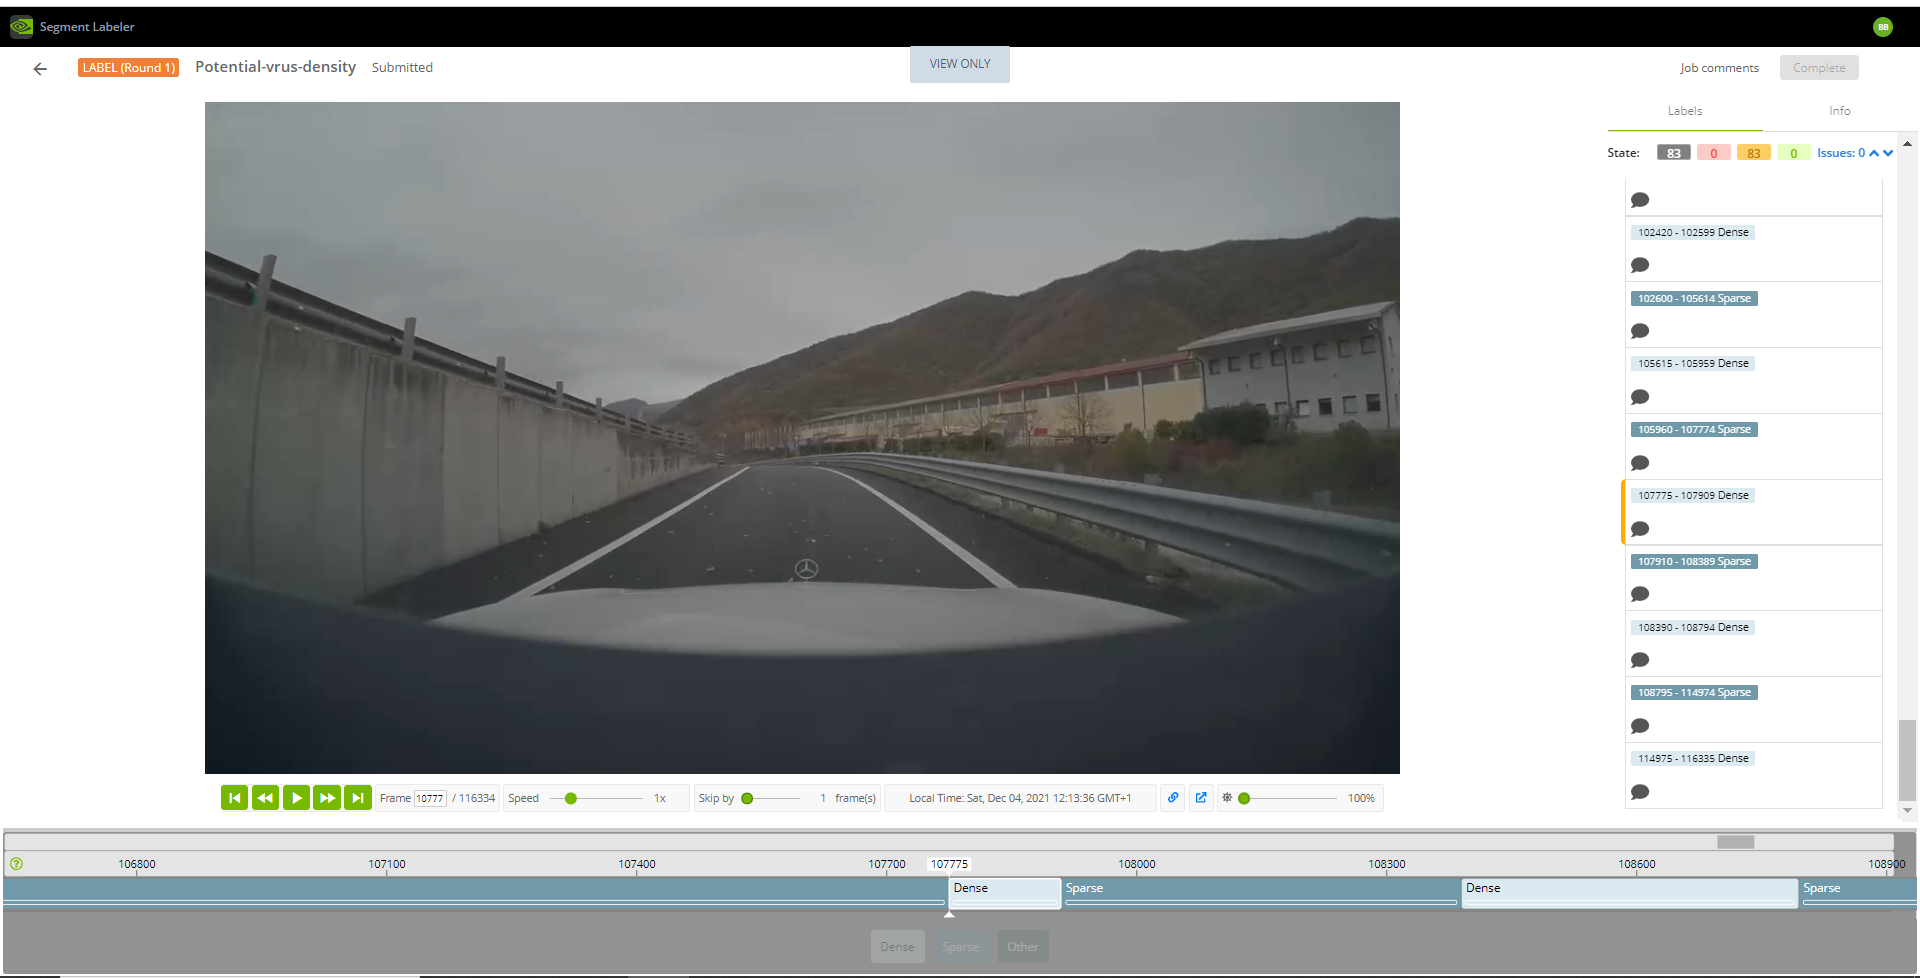 Segment Labeler
BB
LABEL (Round 1)
Potential-vrus-density
Submitted
VIEW ONLY
Job comments
Complete
Labels
Info
State:
83
0
83
0
Issues: 0
102420 - 102599 Dense
102600 - 105614 Sparse
105615 - 105959 Dense
105960 - 107774 Sparse
107775 - 107909 Dense
107910 - 108389 Sparse
108390 - 108794 Dense
108795 - 114974 Sparse
114975 - 116335 Dense
Frame 10777 / 116334
Speed 1x
Skip by 1 frame(s)
Local Time: Sat, Dec 04, 2021 12:13:36 GMT+1
100%
106800 107100 107400 107700 107775 108000 108300 108600 108900
Dense Sparse Dense Sparse
Dense Sparse Other